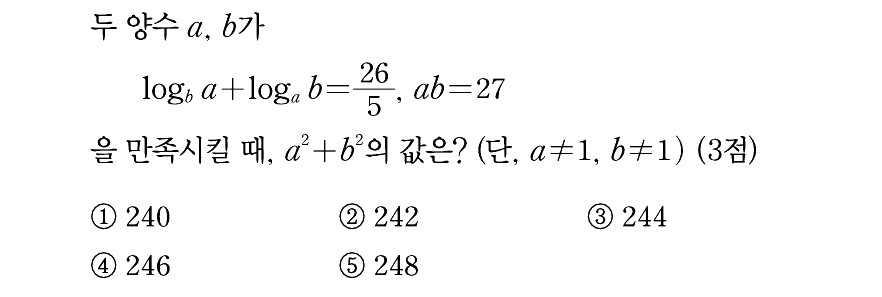 두 양수 a, b가
log_b a+log_a b=26/5, ab=27
을 만족시킬 때, a²+b²의 값은? (단, a≠1, b≠1) (3점)
① 240 ② 242 ③ 244
④ 246 ⑤ 248